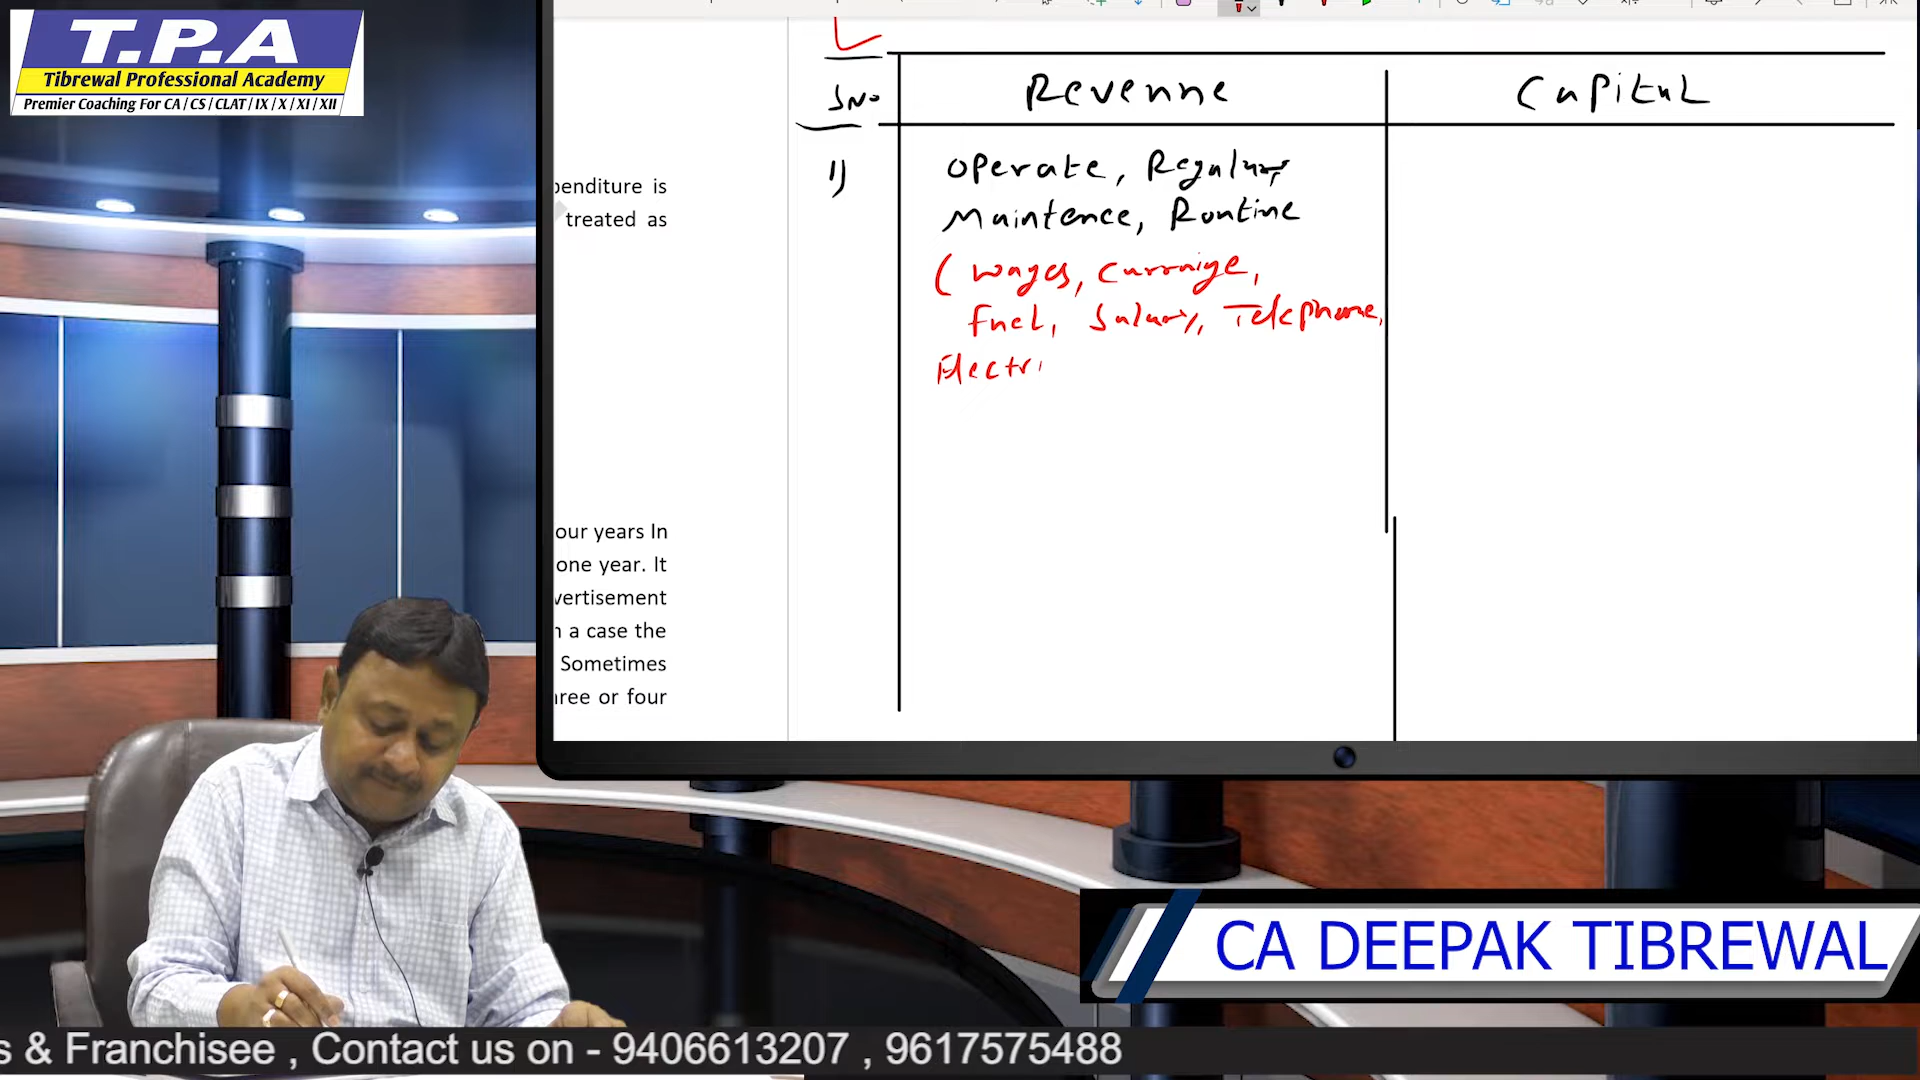 T.P.A
Tibrewal Professional Academy
Premier Coaching For CA / CS / CLAT / IX / X / XI / XII
penditure is
treated as
our years In
one year. It
vertisement
a case the
Sometimes
hree or four
SNo
Revenue
Capital
1)
Operate, Regular,
Maintence, Routine
( Wages, Carraige,
Fuel, Salary, Telephone,
Electri
CA DEEPAK TIBREWAL
s & Franchisee , Contact us on - 9406613207 , 9617575488